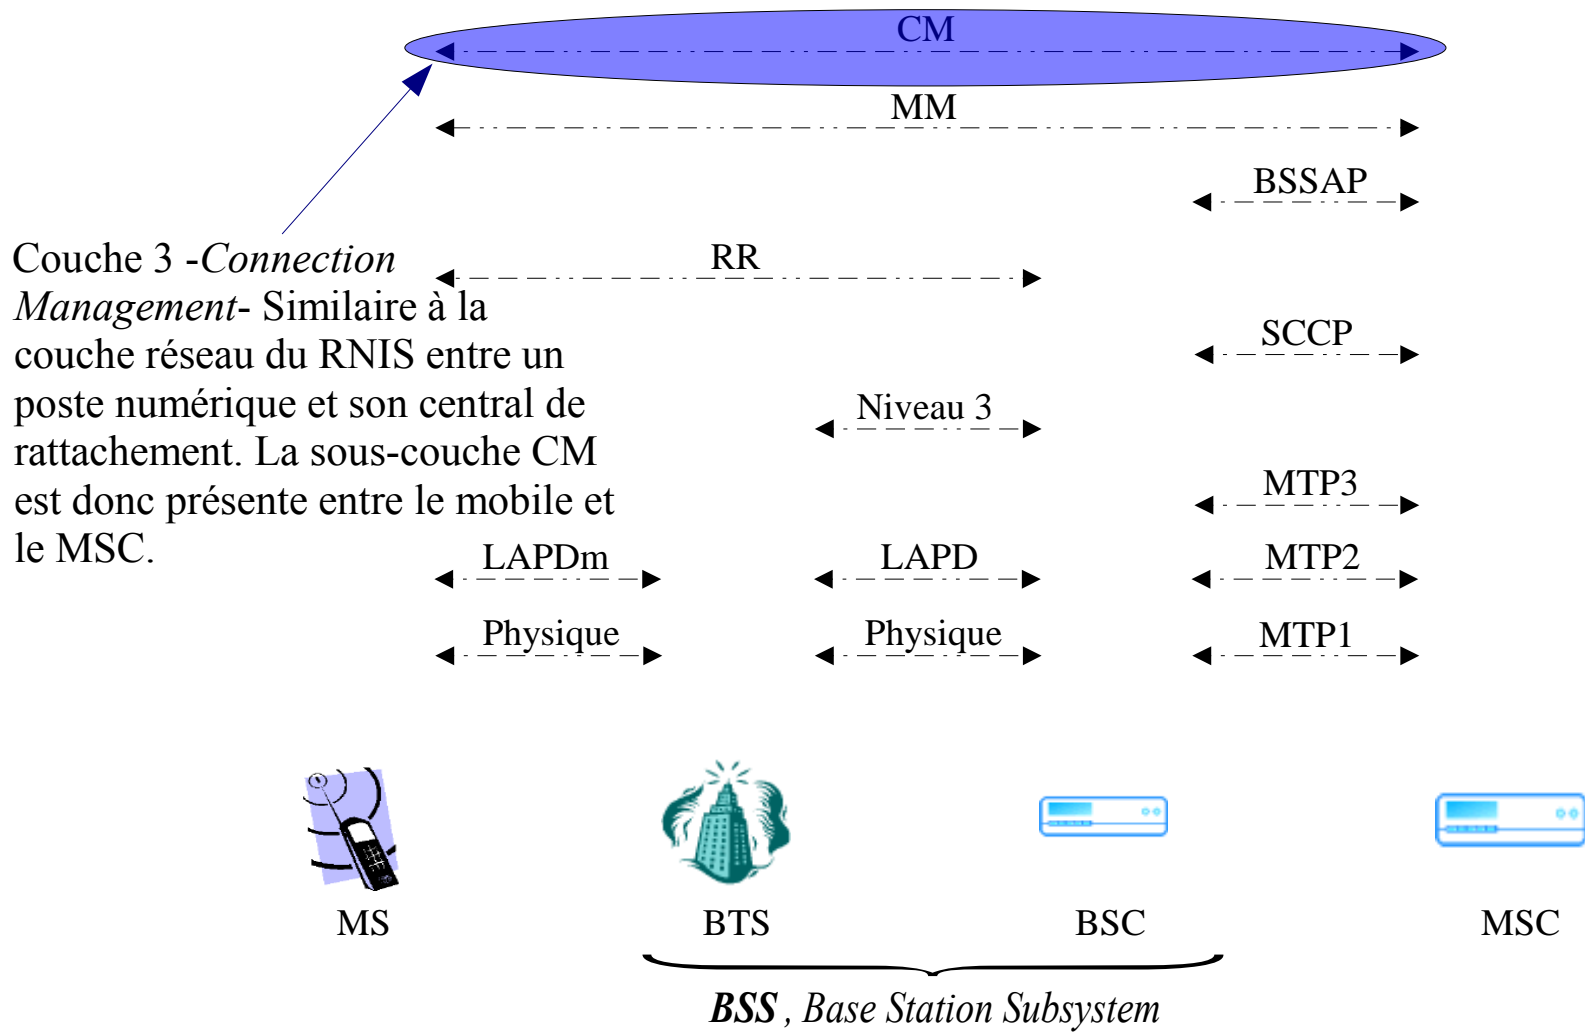 CM
MM
BSSAP
Couche 3 -Connection
Management- Similaire à la
couche réseau du RNIS entre un
poste numérique et son central de
rattachement. La sous-couche CM
est donc présente entre le mobile et
le MSC.
RR
SCCP
Niveau 3
MTP3
LAPDm
LAPD
MTP2
Physique
Physique
MTP1
MS
BTS
BSC
MSC
BSS , Base Station Subsystem